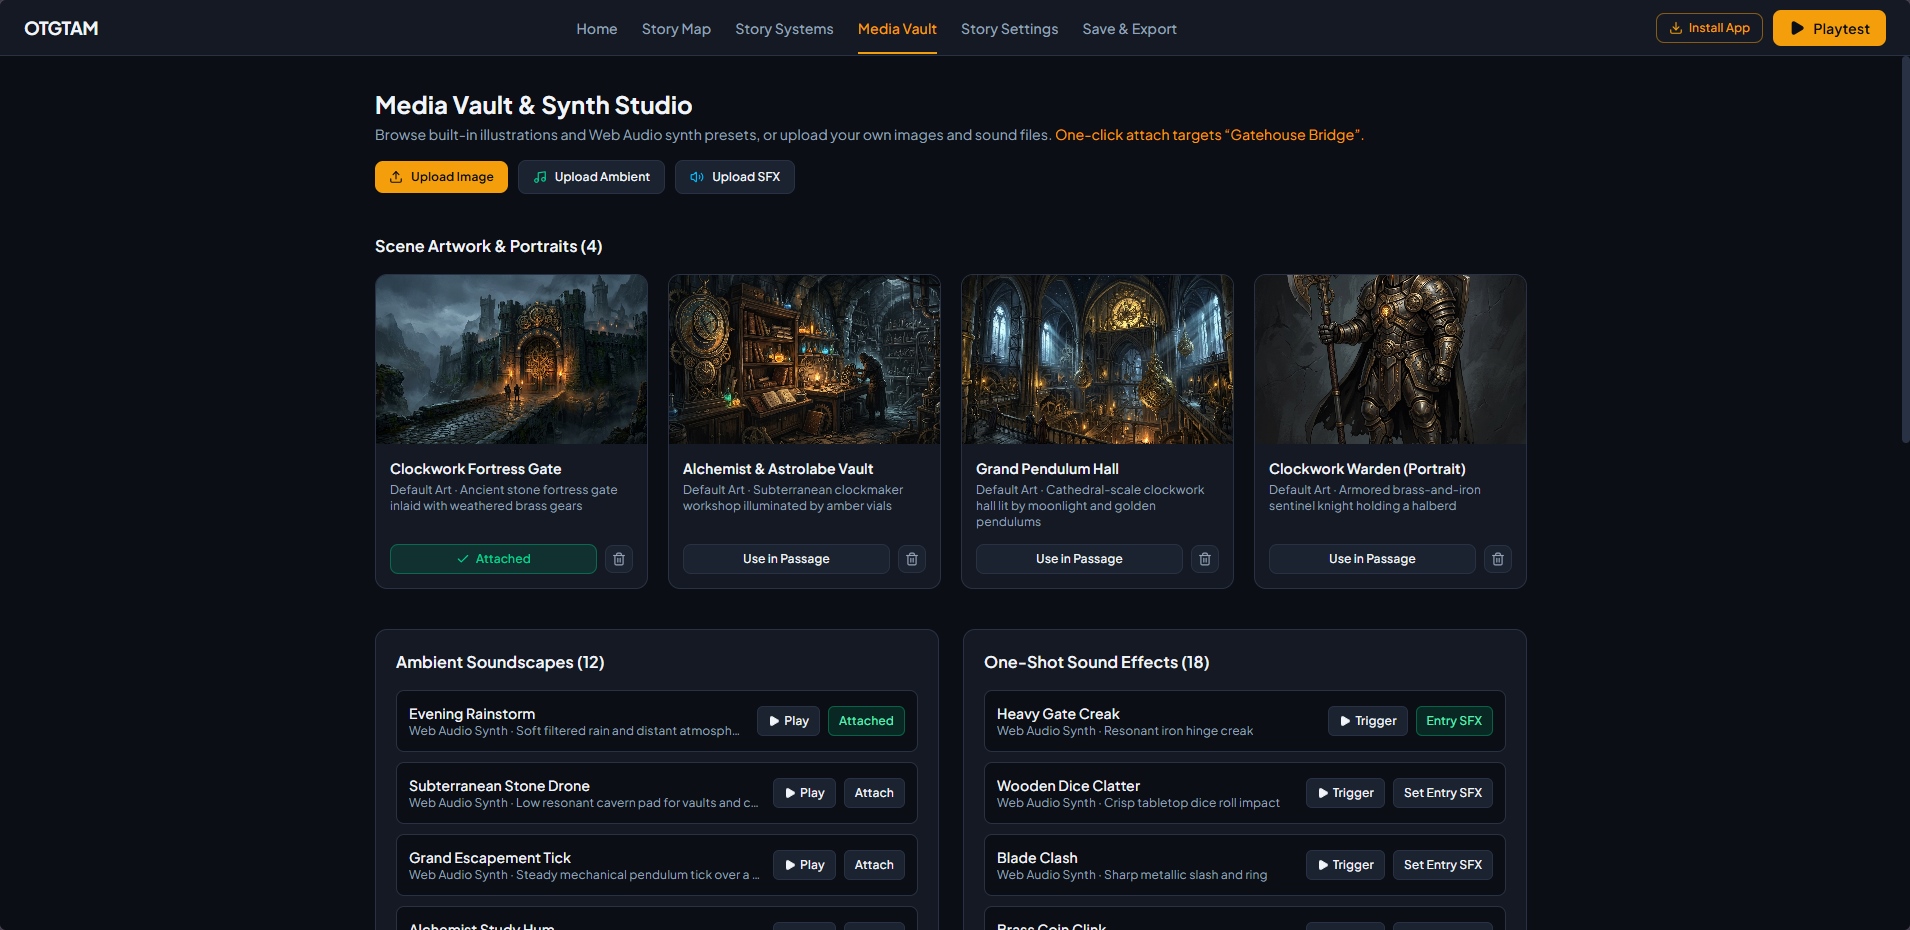 OTGTAM
Home
Story Map
Story Systems
Media Vault
Story Settings
Save & Export
Install App
Playtest
Media Vault & Synth Studio
Browse built-in illustrations and Web Audio synth presets, or upload your own images and sound files. One-click attach targets “Gatehouse Bridge”.
Upload Image
Upload Ambient
Upload SFX
Scene Artwork & Portraits (4)
Clockwork Fortress Gate
Default Art · Ancient stone fortress gate
inlaid with weathered brass gears
Attached
Alchemist & Astrolabe Vault
Default Art · Subterranean clockmaker
workshop illuminated by amber vials
Use in Passage
Grand Pendulum Hall
Default Art · Cathedral-scale clockwork
hall lit by moonlight and golden
pendulums
Use in Passage
Clockwork Warden (Portrait)
Default Art · Armored brass-and-iron
sentinel knight holding a halberd
Use in Passage
Ambient Soundscapes (12)
Evening Rainstorm
Web Audio Synth · Soft filtered rain and distant atmosph...
Play
Attached
Subterranean Stone Drone
Web Audio Synth · Low resonant cavern pad for vaults and c...
Play
Attach
Grand Escapement Tick
Web Audio Synth · Steady mechanical pendulum tick over a ...
Play
Attach
Alchemist Study Hum
One-Shot Sound Effects (18)
Heavy Gate Creak
Web Audio Synth · Resonant iron hinge creak
Trigger
Entry SFX
Wooden Dice Clatter
Web Audio Synth · Crisp tabletop dice roll impact
Trigger
Set Entry SFX
Blade Clash
Web Audio Synth · Sharp metallic slash and ring
Trigger
Set Entry SFX
Brass Coin Clink